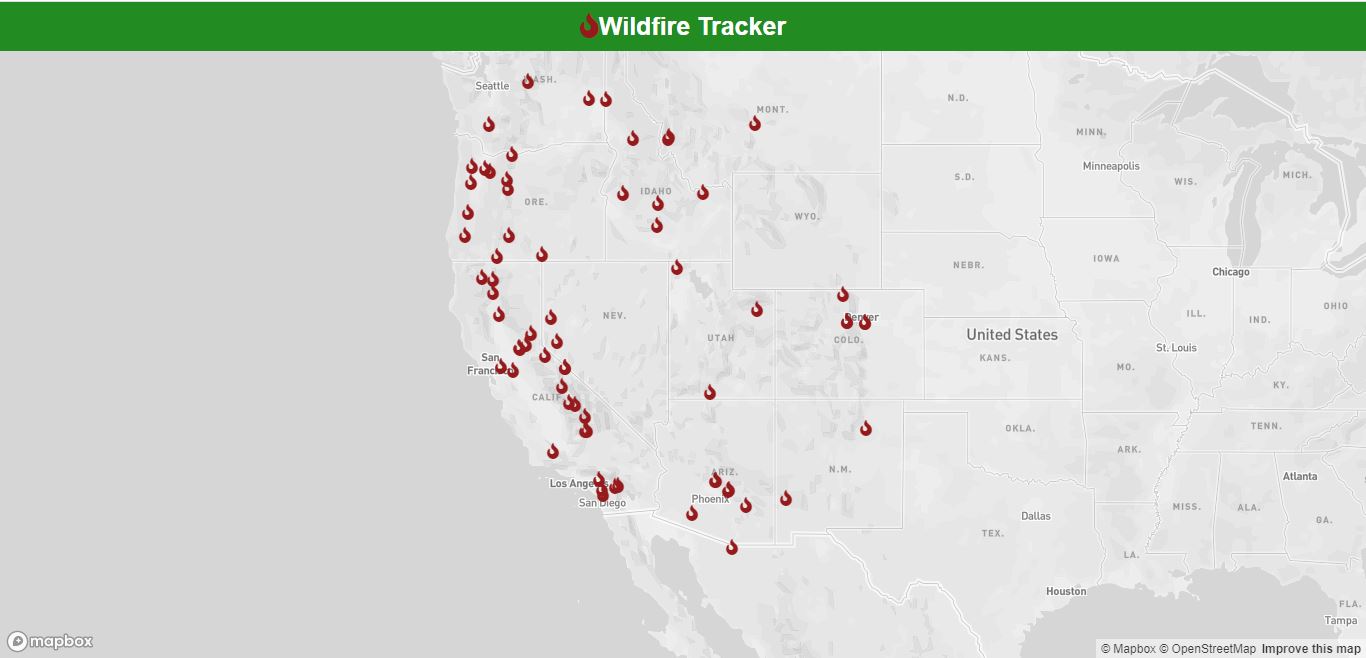 Wildfire Tracker
WASH.
Seattle
MONT.
N.D.
MINN.
Minneapolis
S.D.
WIS.
MICH.
IDAHO
ORE.
WYO.
NEBR.
IOWA
Chicago
NEV.
Denver
OHIO
ILL.
IND.
UTAH
COLO.
United States
St. Louis
San
Francisco
KANS.
MO.
KY.
CALIF.
OKLA.
TENN.
ARIZ.
N.M.
ARK.
Los Angeles
Atlanta
San Diego
Phoenix
MISS.
ALA.
Dallas
GA.
TEX.
LA.
Houston
FLA.
Tampa
mapbox
© Mapbox © OpenStreetMap Improve this map